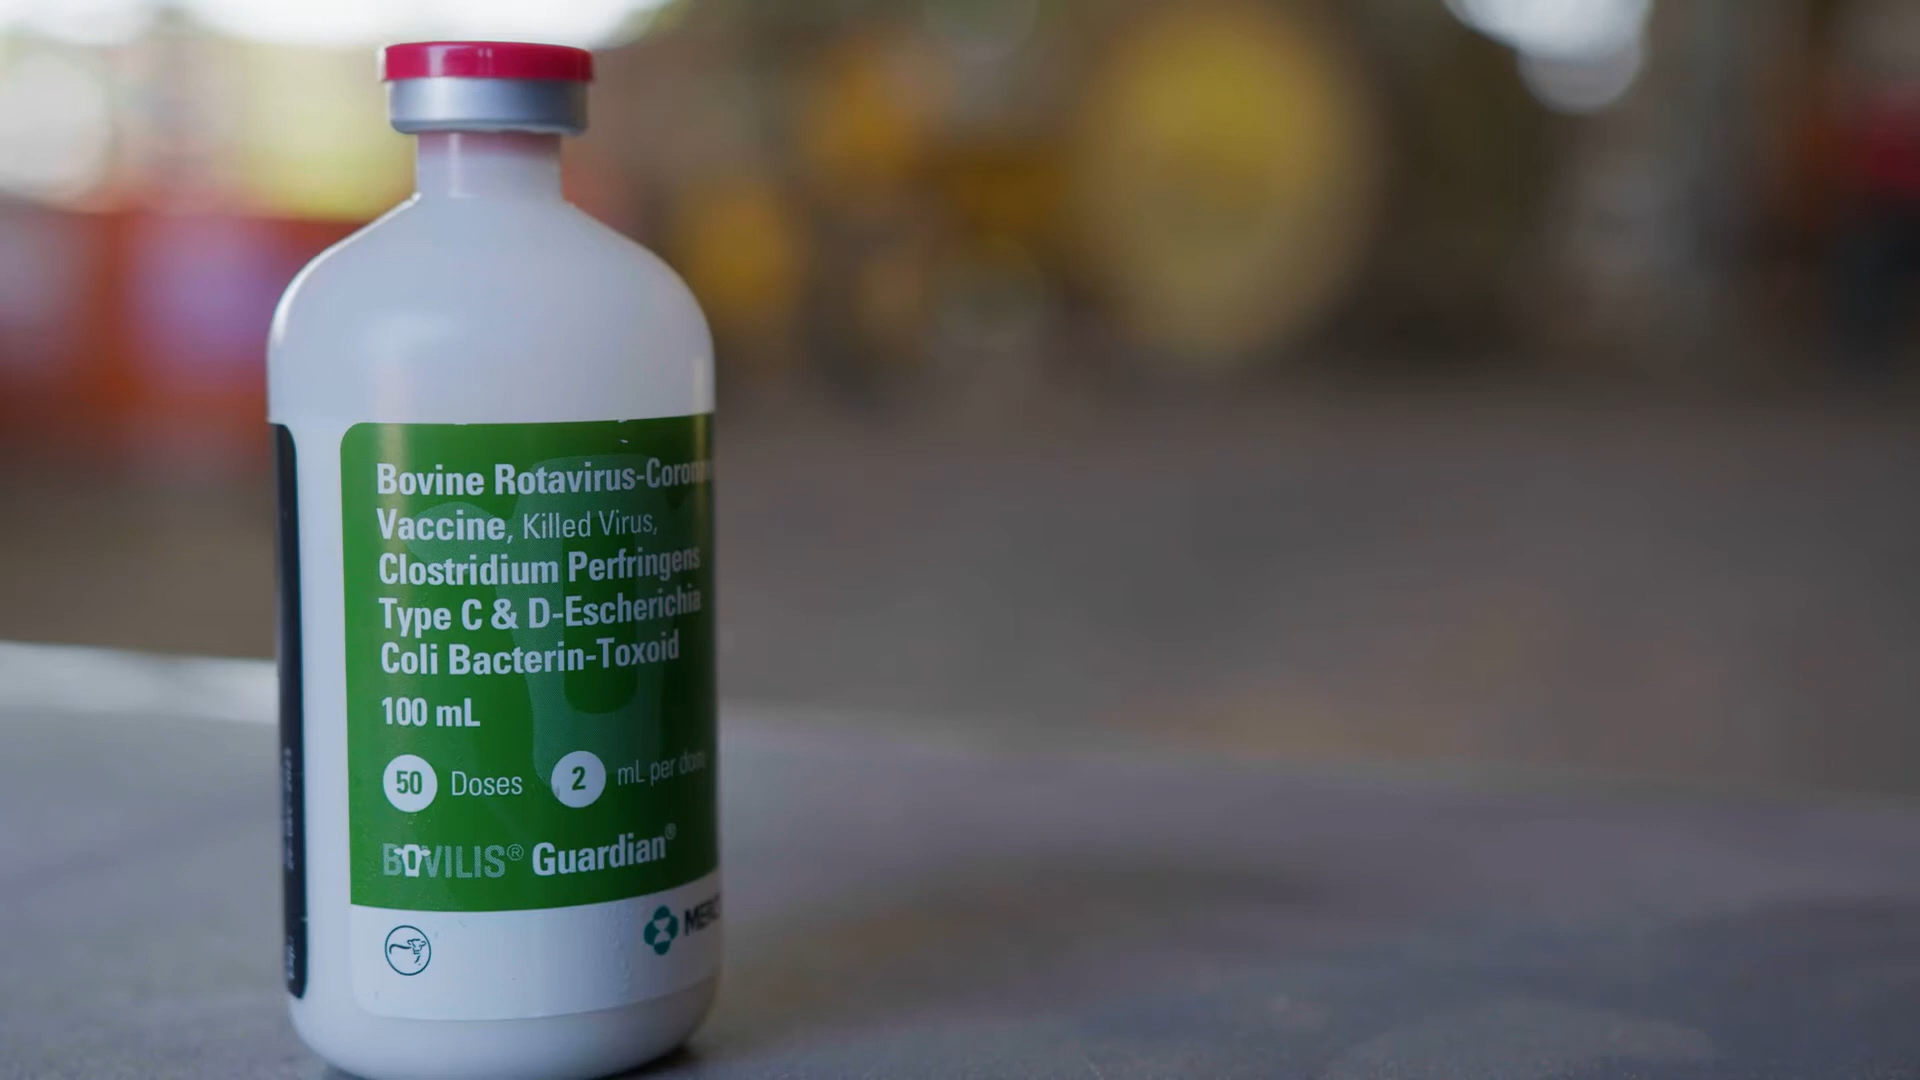 Bovine Rotavirus-Corona
Vaccine, Killed Virus,
Clostridium Perfringens
Type C & D-Escherichia
Coli Bacterin-Toxoid
100 mL
50 Doses 2 mL per dose
BOVILIS® Guardian®